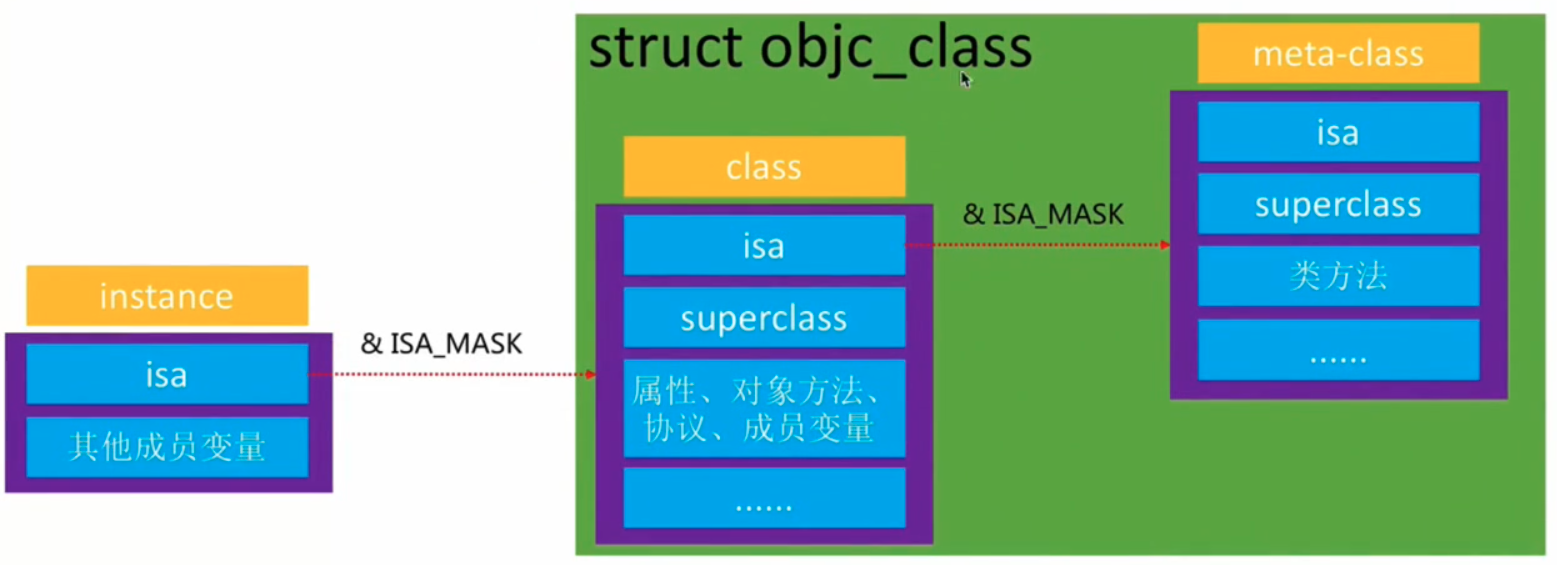 struct objc_class
instance
isa
其他成员变量
& ISA_MASK
class
isa
superclass
属性、对象方法、
协议、成员变量
......
& ISA_MASK
meta-class
isa
superclass
类方法
......